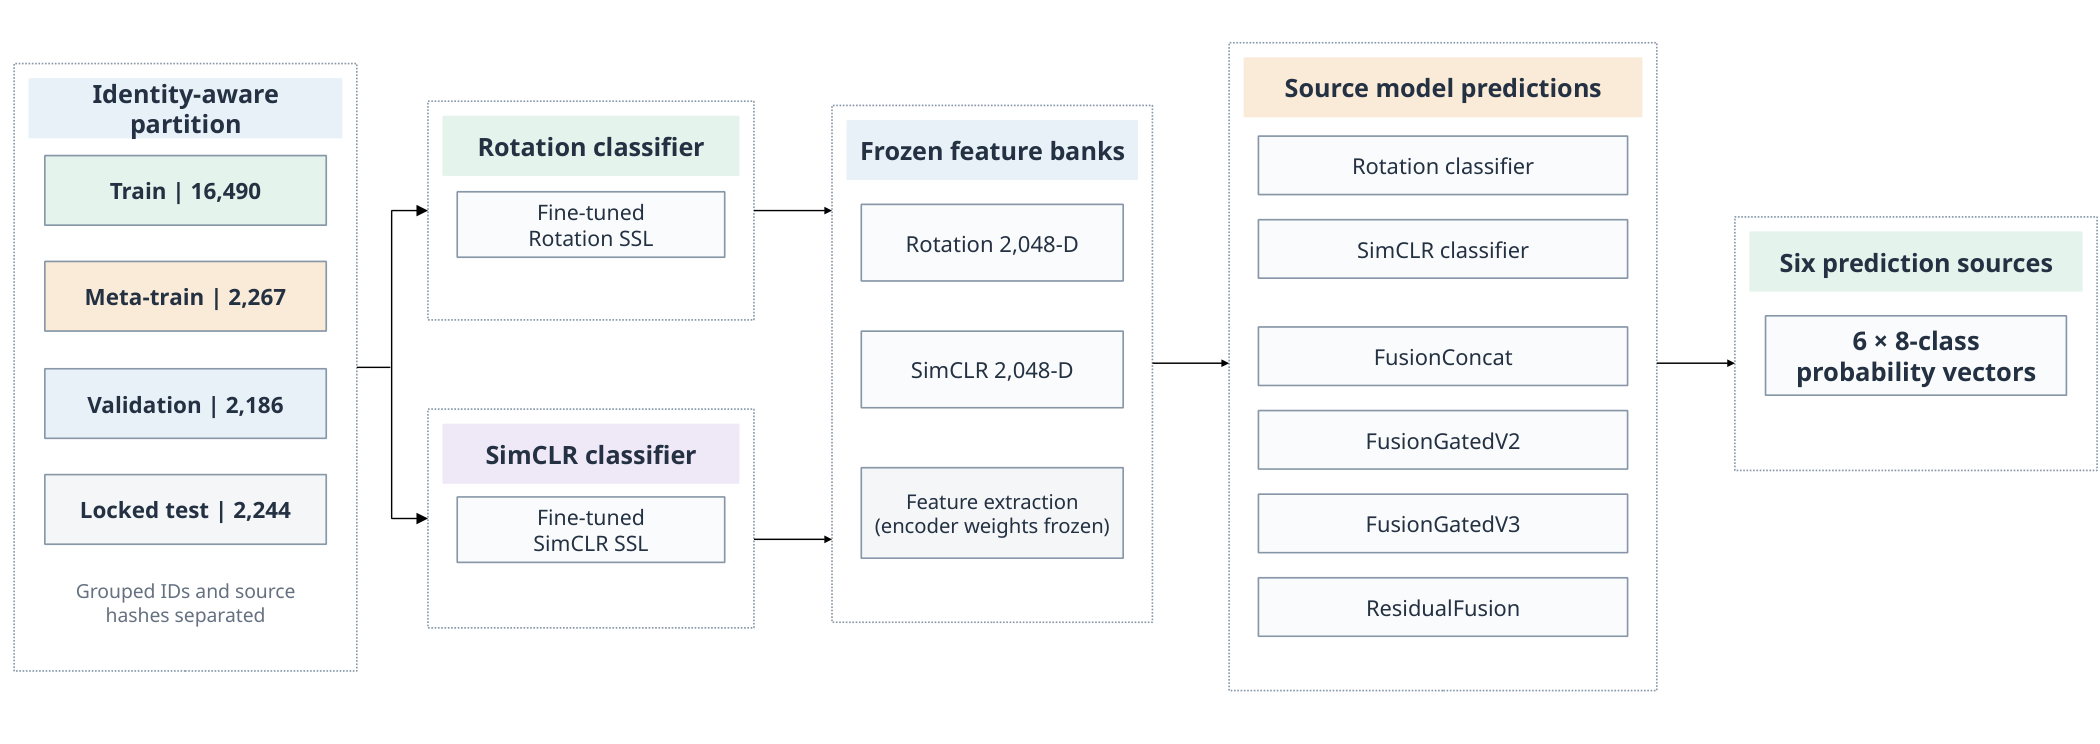 Identity-aware
partition
Train | 16,490
Meta-train | 2,267
Validation | 2,186
Locked test | 2,244
Grouped IDs and source
hashes separated
Rotation classifier
Fine-tuned
Rotation SSL
SimCLR classifier
Fine-tuned
SimCLR SSL
Frozen feature banks
Rotation 2,048-D
SimCLR 2,048-D
Feature extraction
(encoder weights frozen)
Source model predictions
Rotation classifier
SimCLR classifier
FusionConcat
FusionGatedV2
FusionGatedV3
ResidualFusion
Six prediction sources
6 × 8-class
probability vectors